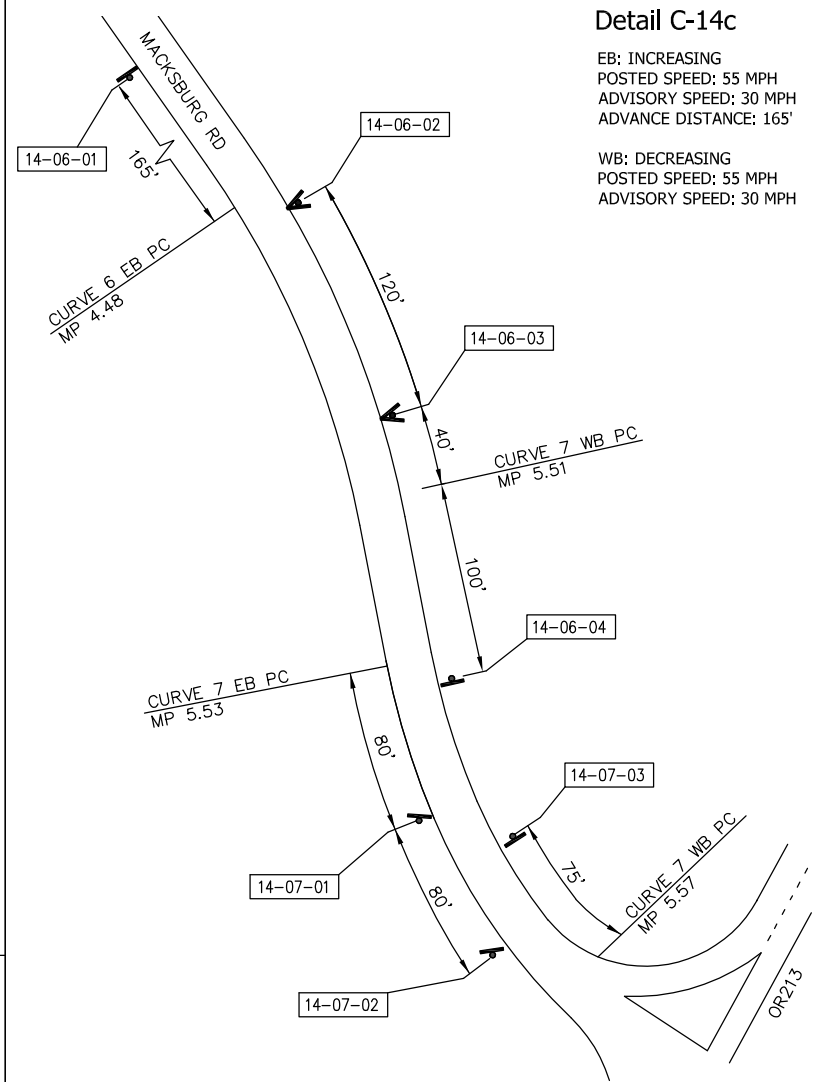 Detail C-14c
EB: INCREASING
POSTED SPEED: 55 MPH
ADVISORY SPEED: 30 MPH
ADVANCE DISTANCE: 165'
WB: DECREASING
POSTED SPEED: 55 MPH
ADVISORY SPEED: 30 MPH
MACKSBURG RD
14-06-01
14-06-02
165'
CURVE 6 EB PC
MP 4.48
120'
14-06-03
40'
CURVE 7 WB PC
MP 5.51
100'
14-06-04
CURVE 7 EB PC
MP 5.53
80'
14-07-03
14-07-01
75'
CURVE 7 WB PC
MP 5.57
80'
14-07-02
OR213